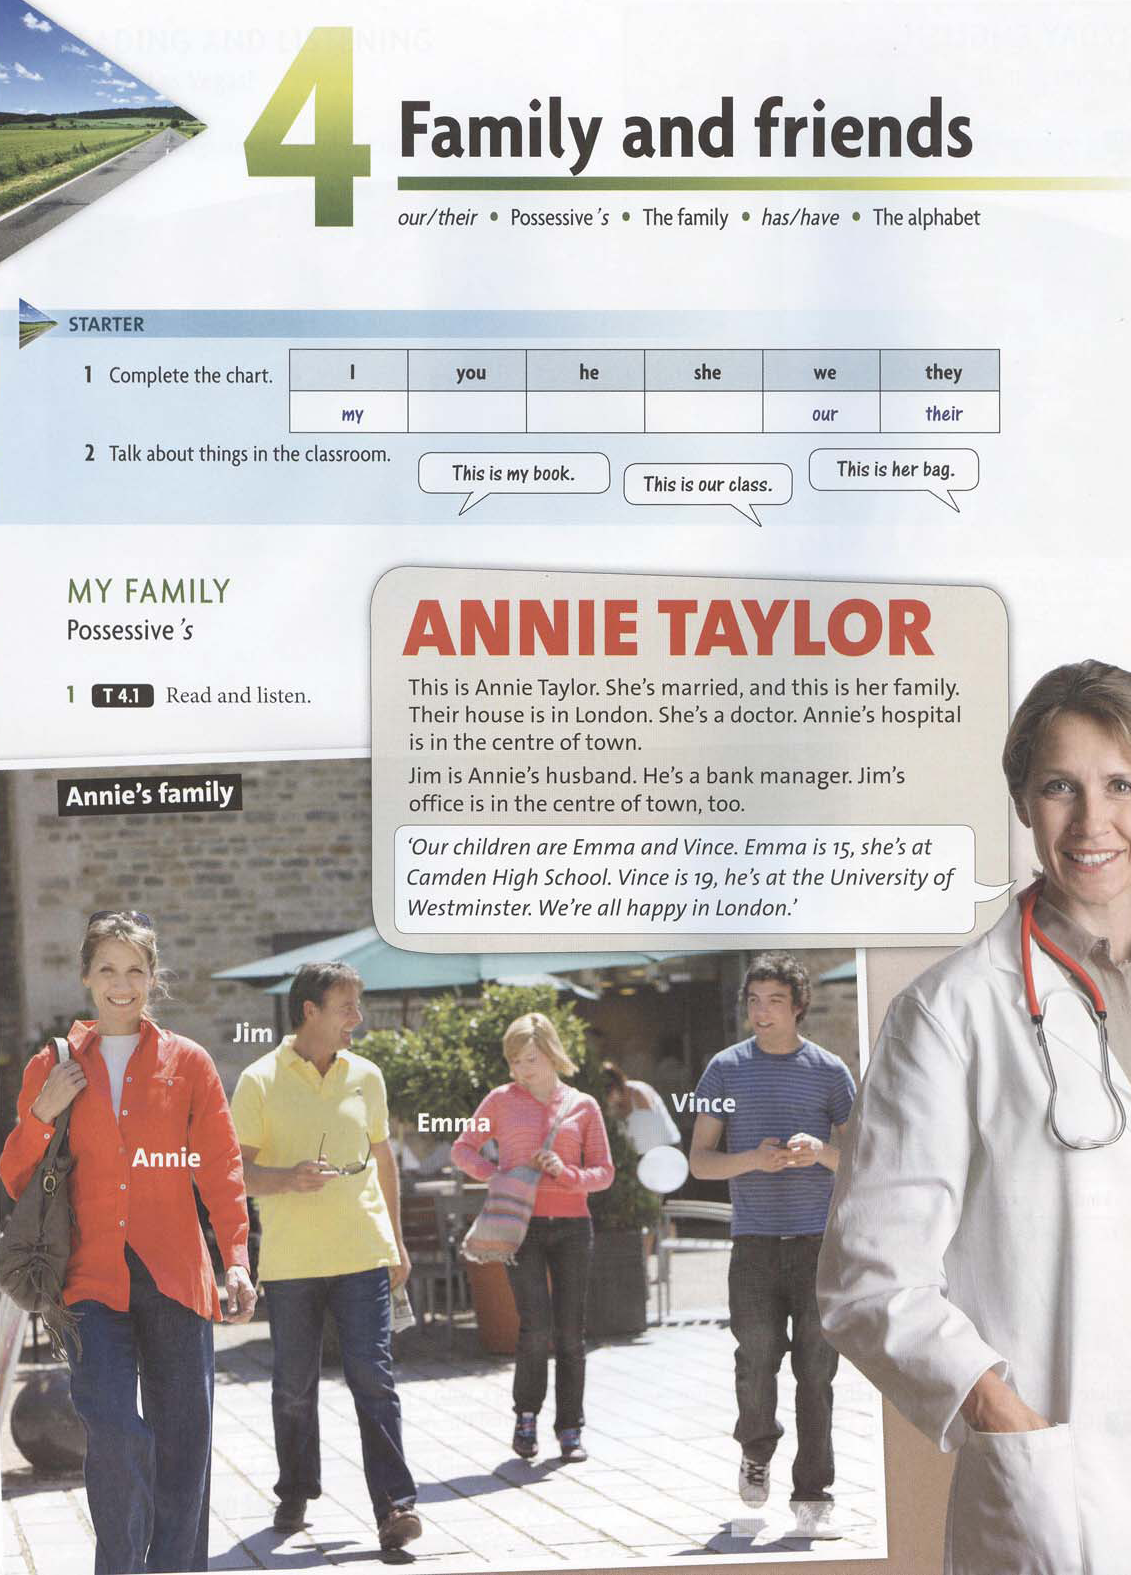 4
Family and friends
our/their • Possessive 's • The family • has/have • The alphabet
STARTER
1 Complete the chart.
I you he she we they
my our their
2 Talk about things in the classroom.
This is my book.
This is our class.
This is her bag.
MY FAMILY
Possessive 's
1 T 4.1 Read and listen.
ANNIE TAYLOR
This is Annie Taylor. She's married, and this is her family.
Their house is in London. She's a doctor. Annie's hospital
is in the centre of town.
Jim is Annie's husband. He's a bank manager. Jim's
office is in the centre of town, too.
'Our children are Emma and Vince. Emma is 15, she's at
Camden High School. Vince is 19, he's at the University of
Westminster. We're all happy in London.'
Annie's family
Jim
Emma
Vince
Annie